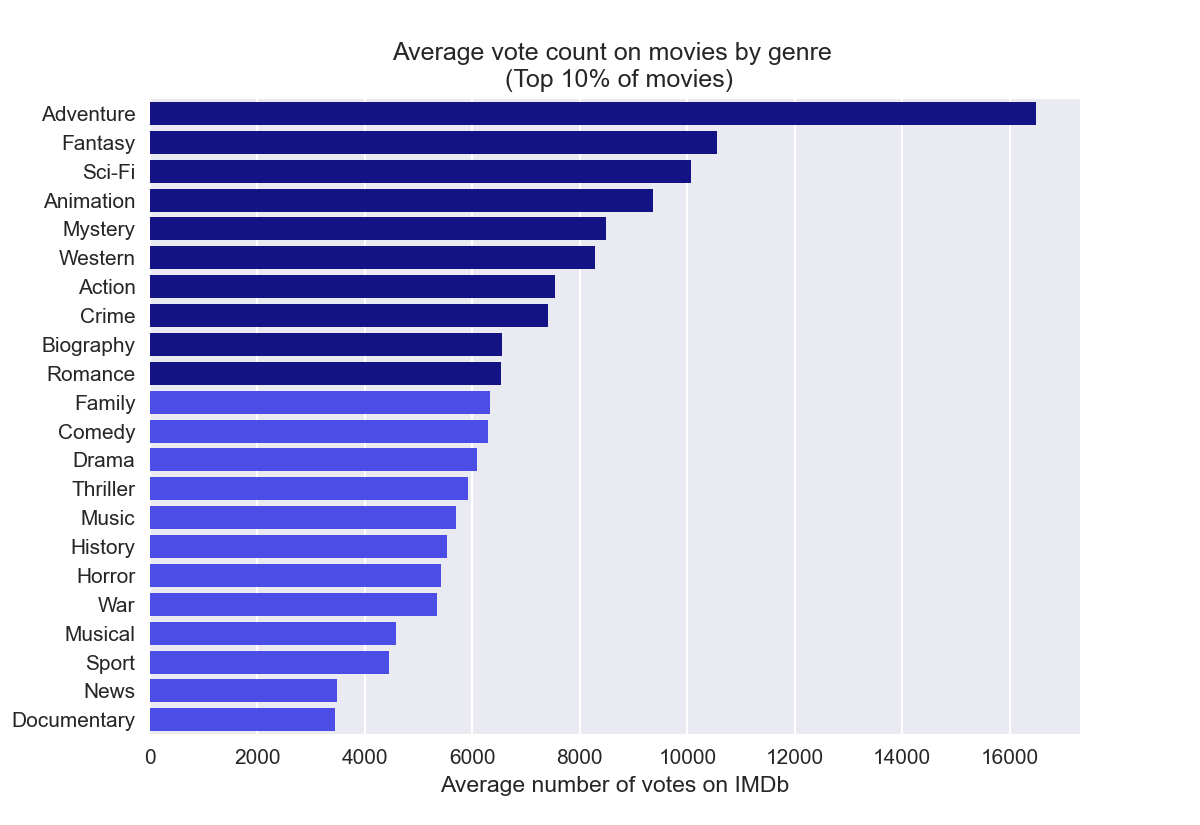 Average vote count on movies by genre
(Top 10% of movies)
Adventure
Fantasy
Sci-Fi
Animation
Mystery
Western
Action
Crime
Biography
Romance
Family
Comedy
Drama
Thriller
Music
History
Horror
War
Musical
Sport
News
Documentary
0 2000 4000 6000 8000 10000 12000 14000 16000
Average number of votes on IMDb